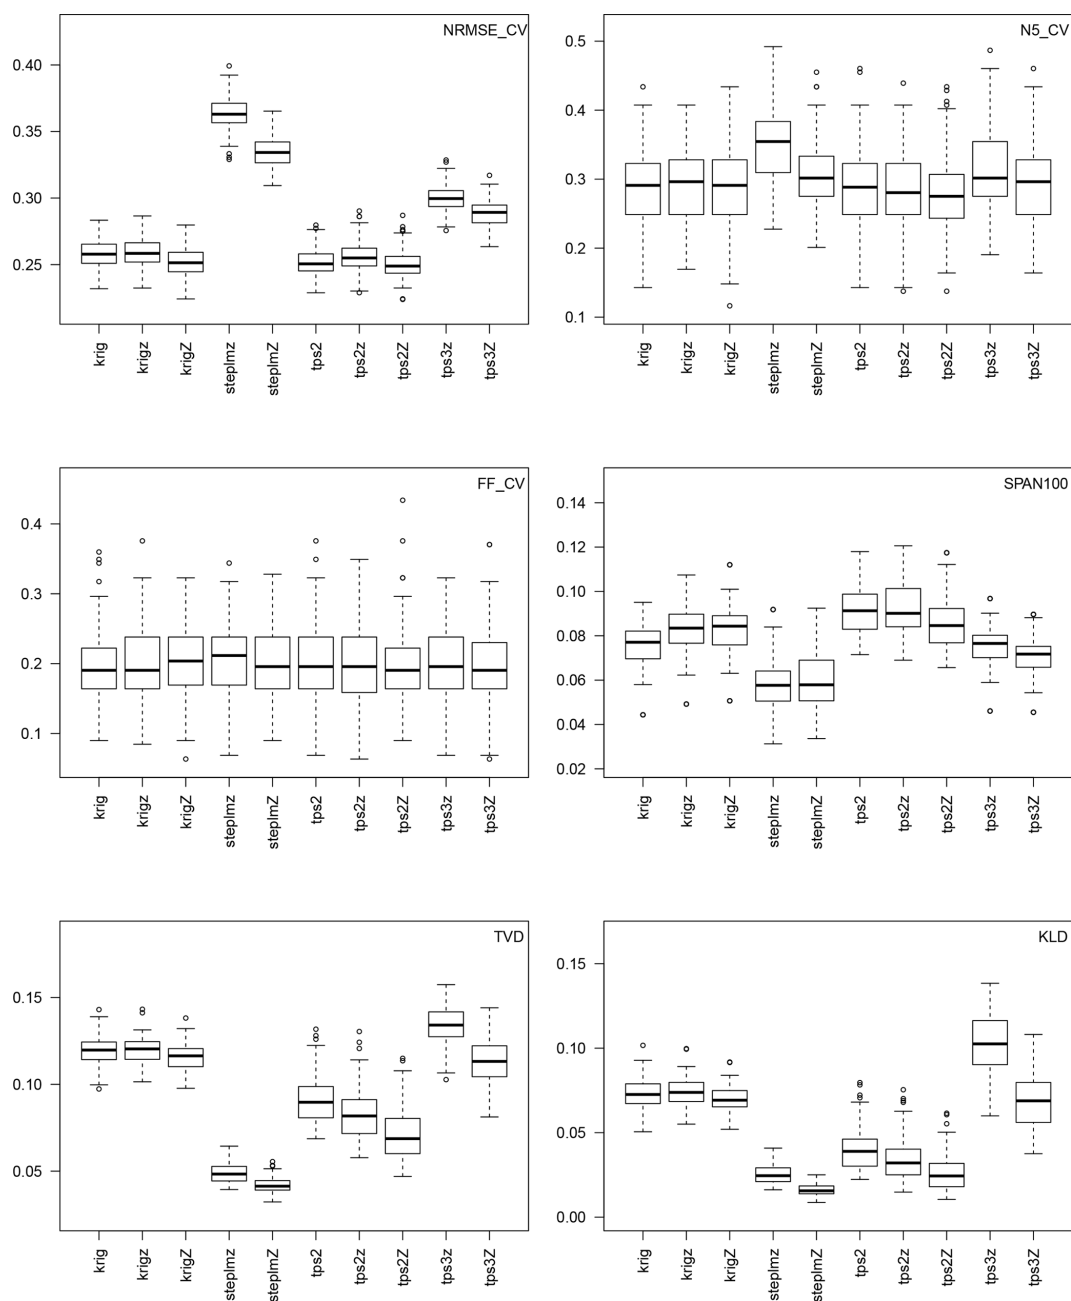 NRMSE_CV
0.40
0.35
0.30
0.25
krig
krigz
krigZ
steplmz
steplmZ
tps2
tps2z
tps2Z
tps3z
tps3Z
N5_CV
0.5
0.4
0.3
0.2
0.1
krig
krigz
krigZ
steplmz
steplmZ
tps2
tps2z
tps2Z
tps3z
tps3Z
FF_CV
0.4
0.3
0.2
0.1
krig
krigz
krigZ
steplmz
steplmZ
tps2
tps2z
tps2Z
tps3z
tps3Z
SPAN100
0.14
0.12
0.10
0.08
0.06
0.04
0.02
krig
krigz
krigZ
steplmz
steplmZ
tps2
tps2z
tps2Z
tps3z
tps3Z
TVD
0.15
0.10
0.05
krig
krigz
krigZ
steplmz
steplmZ
tps2
tps2z
tps2Z
tps3z
tps3Z
KLD
0.15
0.10
0.05
0.00
krig
krigz
krigZ
steplmz
steplmZ
tps2
tps2z
tps2Z
tps3z
tps3Z